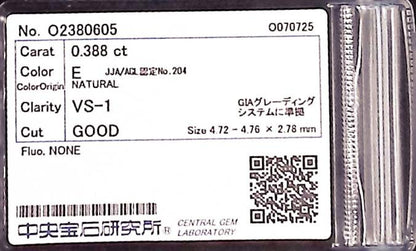 No. O2380605 O070725
Carat 0.388 ct
Color E JJA/AGL認定No.204
ColorOrigin NATURAL
Clarity VS-1 GIAグレーディング
システムに準拠
Cut GOOD Size 4.72 - 4.76 × 2.78 mm
Fluo. NONE
中央宝石研究所® CENTRAL GEM
LABORATORY